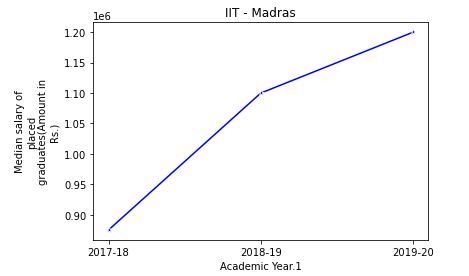 IIT - Madras
1e6
1.20
1.15
1.10
1.05
1.00
0.95
0.90
Median salary of
placed
graduates(Amount in
Rs.)
2017-18 2018-19 2019-20
Academic Year.1